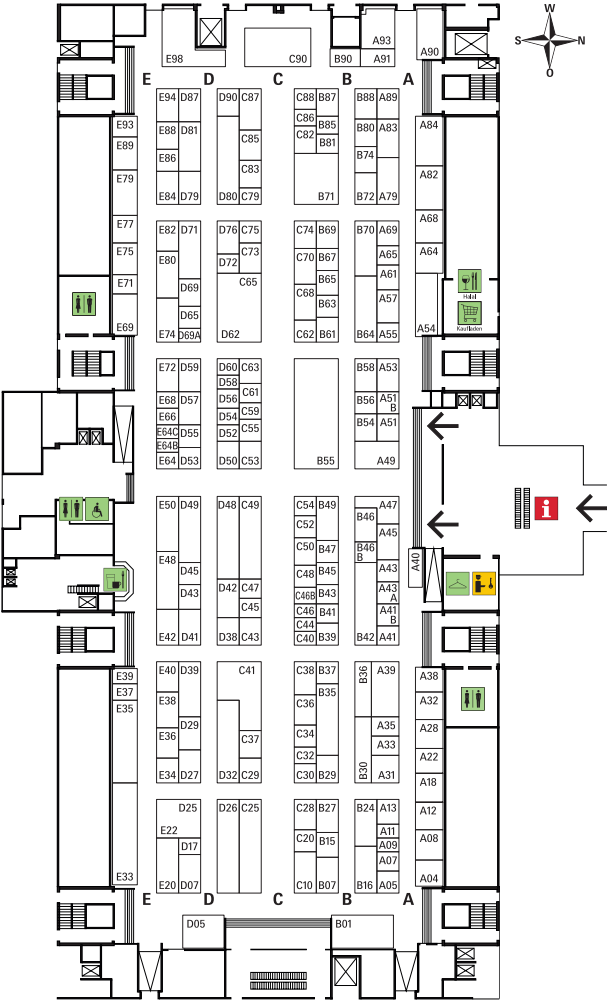 W
S N
O
E98 C90 B90 A93
A91
A90
E D C B A
E94 D87 D90 C87 C88 B87 B88 A89
E93 E88 D81 C85 C86 B85 B80 A83 A84
E89 E86 C83 C82 B81 B74 A82
E79 E84 D79 D80 C79 B71 B72 A79
E77 E82 D71 D76 C75 C74 B69 B70 A69 A68
E75 E80 D72 C73 C70 B67 A65 A64
E71 D69 C65 C68 B65 A61
Halal
D65 B63 A57
Kaufladen
E69 E74 D69A D62 C62 B61 B64 A55 A54
E72 D59 D60 C63 B58 A53
D58
E68 D57 D56 C61 B56 A51
B
E66 D54 C59 B54 A51
E64C D55 D52 C55
E64B
E64 D53 D50 C53 B55 A49
E50 D49 D48 C49 C54 B49 A47
C52 B46
A45
E48 C50 B47 B46
B
A40
D45 C48 B45 A43
i
D43 D42 C47 C46B B43 A43
A
C45 C46 B41 A41
B
C44
E42 D41 D38 C43 C40 B39 B42 A41
E39 E40 D39 C41 C38 B37 B36 A39 A38
E37 B35
E35 E38 C36 A32
D29 A35 A28
E36 C37 C34 A33
C32 A22
E34 D27 D32 C29 C30 B29 B30 A31 A18
D25 D26 C25 C28 B27 B24 A13 A12
E22 A11
D17 C20 B15 A09 A08
A07
E33 E20 D07 C10 B07 B16 A05 A04
E D C B A
D05 B01